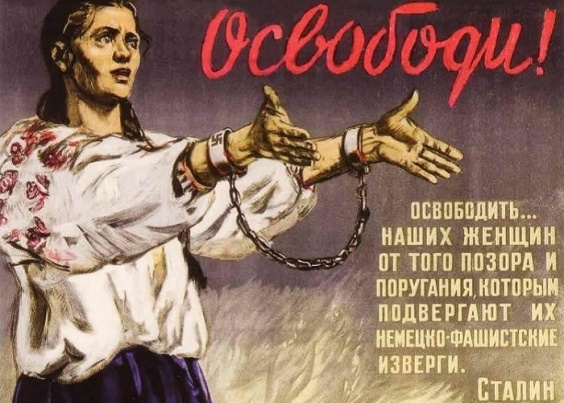 Освободи!
ОСВОБОДИТЬ...
НАШИХ ЖЕНЩИН
ОТ ТОГО ПОЗОРА И
ПОРУГАНИЯ, КОТОРЫМ
ПОДВЕРГАЮТ ИХ
НЕМЕЦКО-ФАШИСТСКИЕ
ИЗВЕРГИ.
СТАЛИН